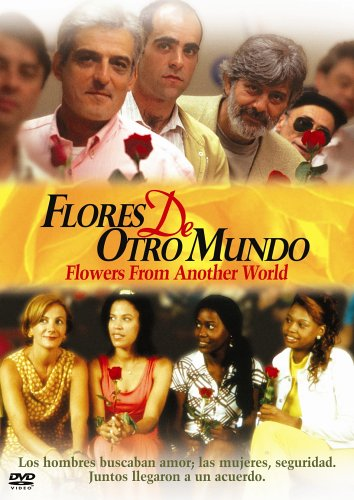 FLORES DE
OTRO MUNDO
Flowers From Another World
Los hombres buscaban amor; las mujeres, seguridad.
Juntos llegaron a un acuerdo.
DVD
VIDEO